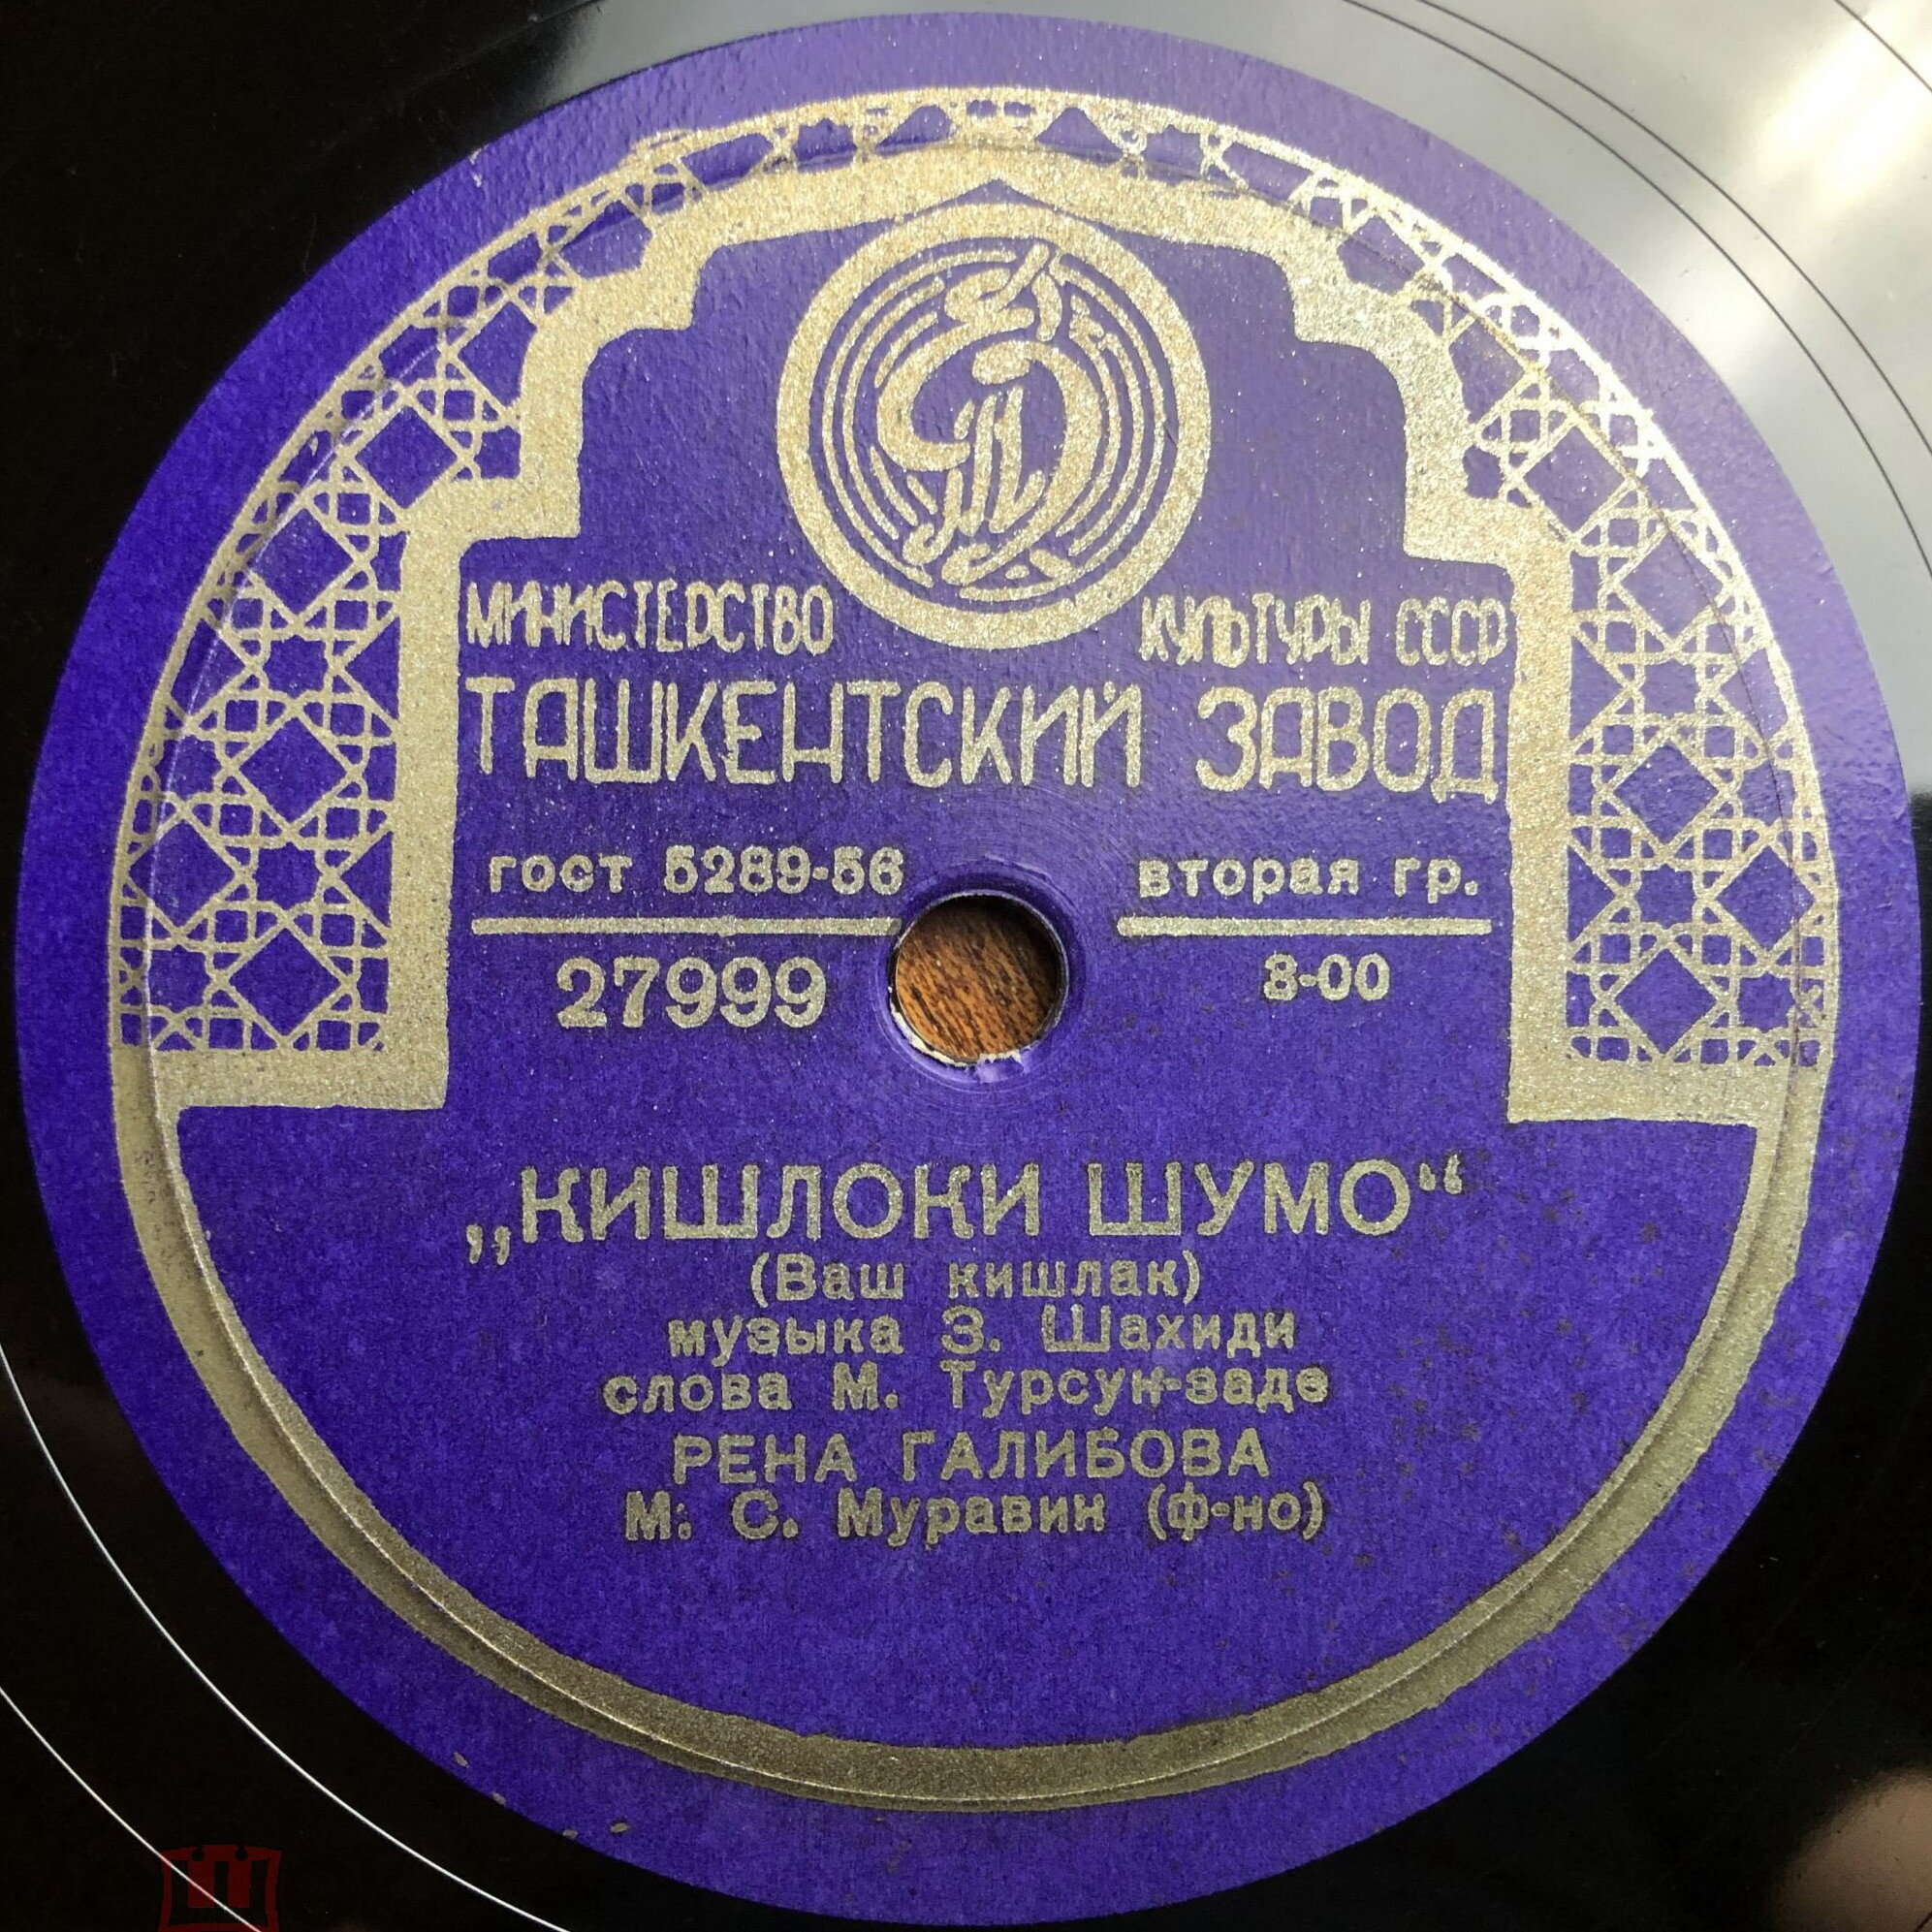 МИНИСТЕРСТВО КУЛЬТУРЫ СССР
ТАШКЕНТСКИЙ ЗАВОД
гост 5289-56 вторая гр.
27999 8-00
„КИШЛОКИ ШУМО“
(Ваш кишлак)
музыка З. Шахиди
слова М. Турсун-заде
РЕНА ГАЛИБОВА
М. С. Муравин (ф-но)